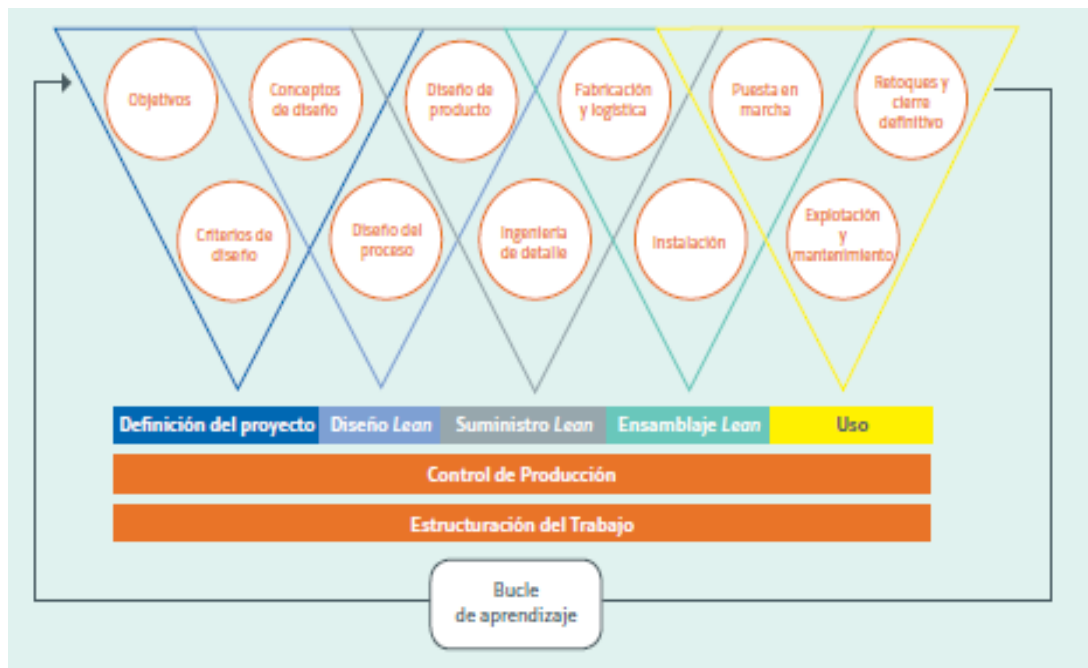 Objetivos
Conceptos
de diseño
Diseño de
producto
Fabricación
y logística
Puesta en
marcha
Retoques y
cierre
definitivo
Criterios de
diseño
Diseño del
proceso
Ingeniería
de detalle
Instalación
Explotación
y
mantenimiento
Definición del proyecto
Diseño Lean
Suministro Lean
Ensamblaje Lean
Uso
Control de Producción
Estructuración del Trabajo
Bucle
de aprendizaje